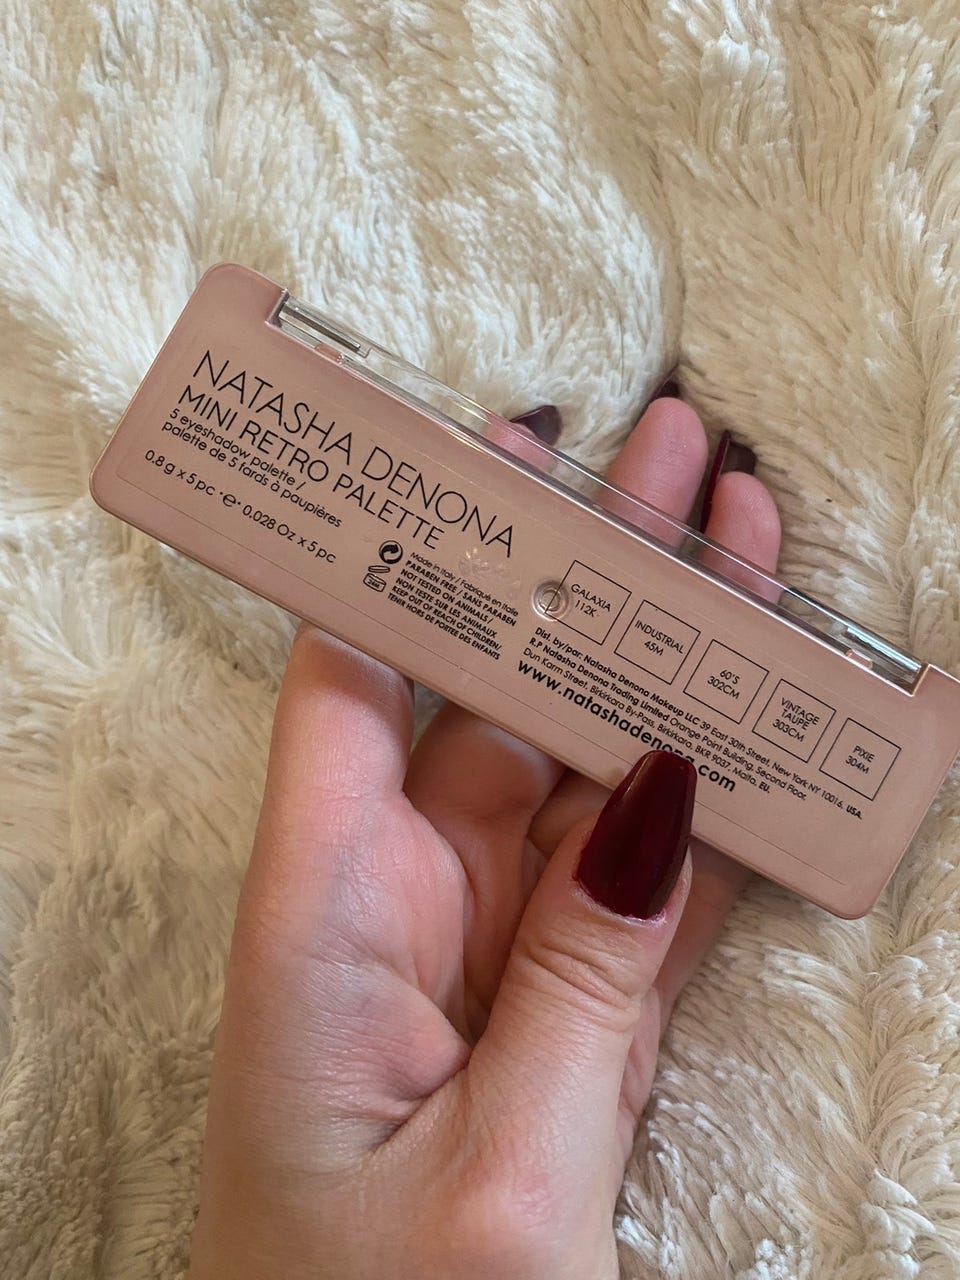 NATASHA DENONA
MINI RETRO PALETTE
5 eyeshadow palette /
palette de 5 fards à paupières
0.8 g x 5 pc · e · 0.028 Oz x 5 pc
24M
Made in Italy / Fabriqué en Italie
PARABEN FREE / SANS PARABEN
NOT TESTED ON ANIMALS /
NON TESTE SUR LES ANIMAUX
KEEP OUT OF REACH OF CHILDREN/
TENIR HORS DE PORTÉE DES ENFANTS
GALAXIA
112K
INDUSTRIAL
45M
60'S
302CM
VINTAGE
TAUPE
303CM
PIXIE
304M
Dist. by/par: Natasha Denona Makeup LLC 39 East 30th Street, New York NY 10016, USA.
R.P Natasha Denona Trading Limited Orange Point Building, Second Floor,
Dun Karm Street, Birkirkara By-Pass, Birkirkara, BKR 9037, Malta, EU.
www.natashadenona.com